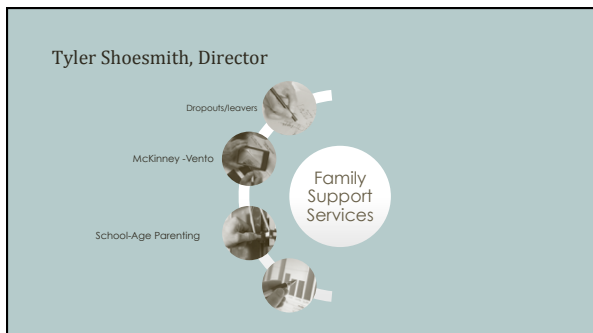 Tyler Shoesmith, Director
Dropouts/leavers
McKinney -Vento
School-Age Parenting
Family
Support
Services